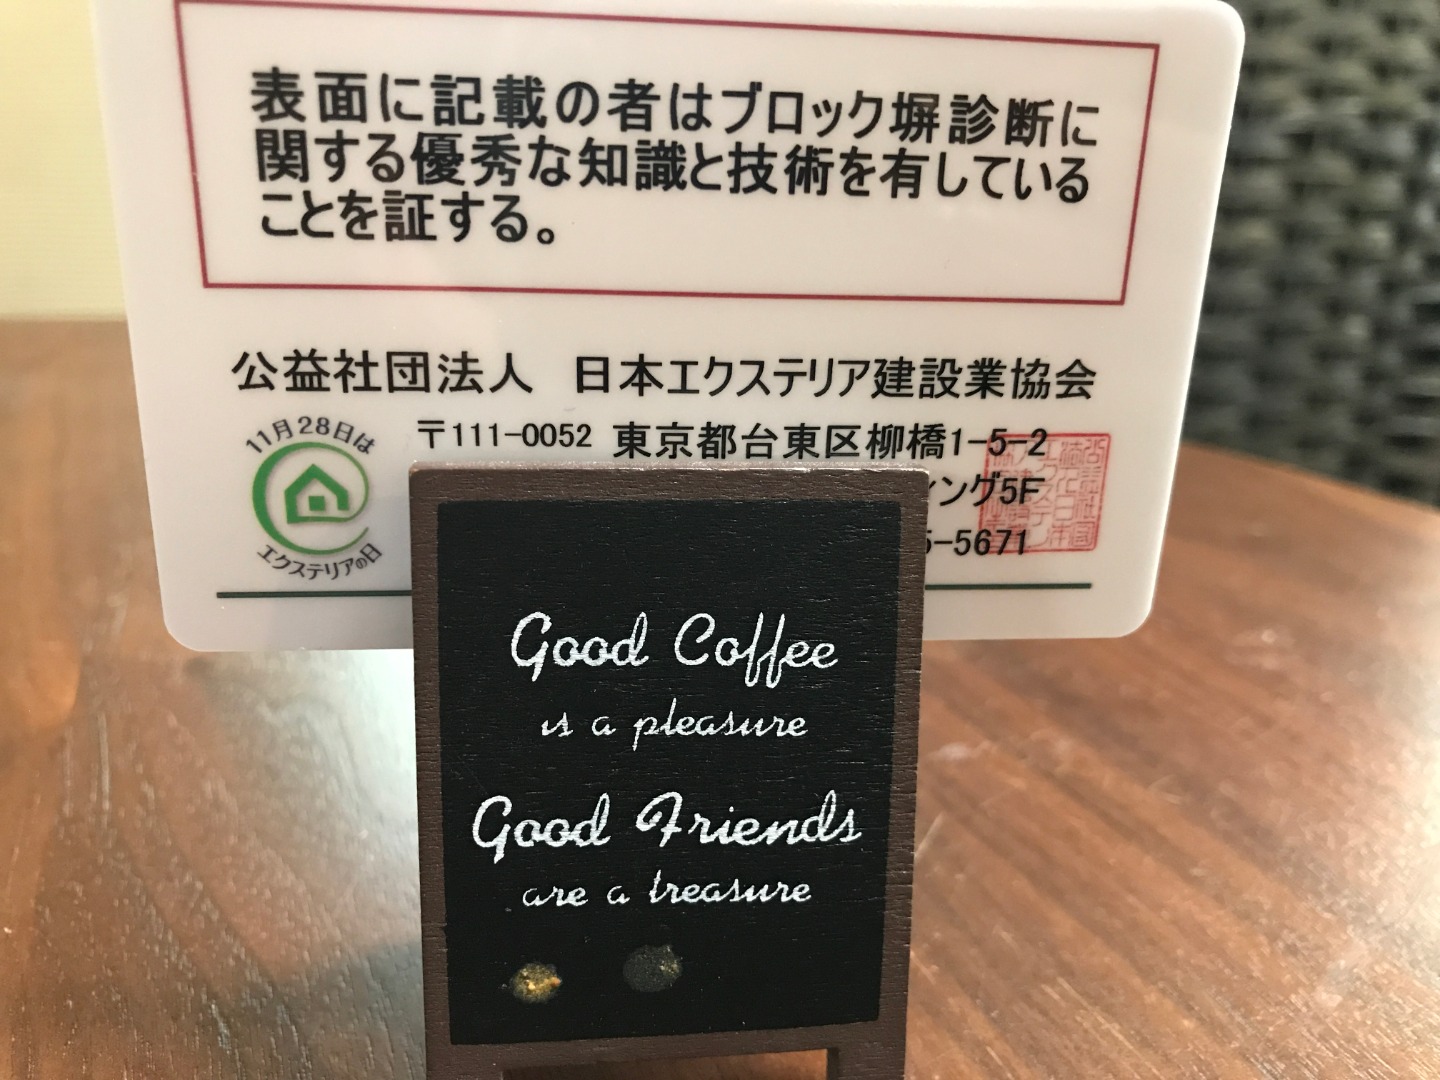 表面に記載の者はブロック塀診断に
関する優秀な知識と技術を有している
ことを証する。
公益社団法人 日本エクステリア建設業協会
11月28日は
エクステリアの日
〒111-0052 東京都台東区柳橋1-5-2
ィング5F
5-5671
Good Coffee
is a pleasure
Good Friends
are a treasure